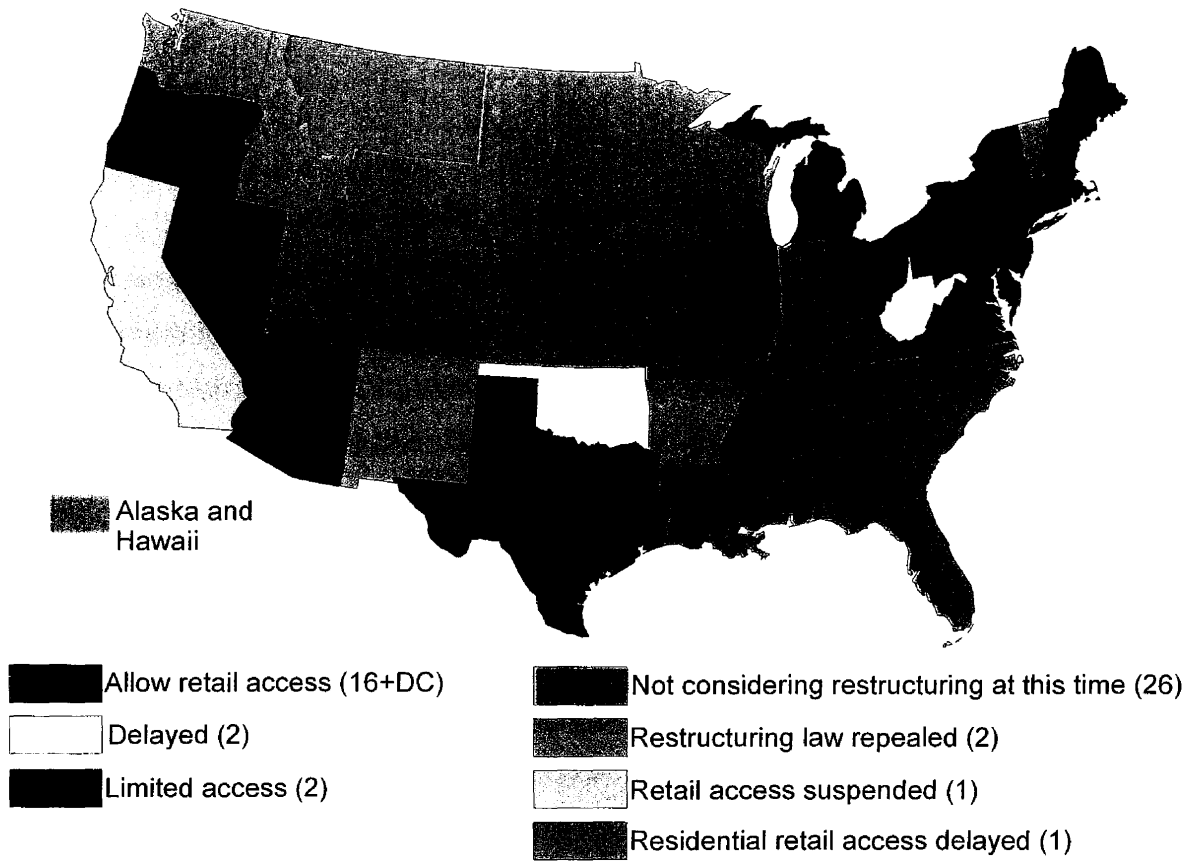 Alaska and
Hawaii
Allow retail access (16+DC)
Delayed (2)
Limited access (2)
Not considering restructuring at this time (26)
Restructuring law repealed (2)
Retail access suspended (1)
Residential retail access delayed (1)